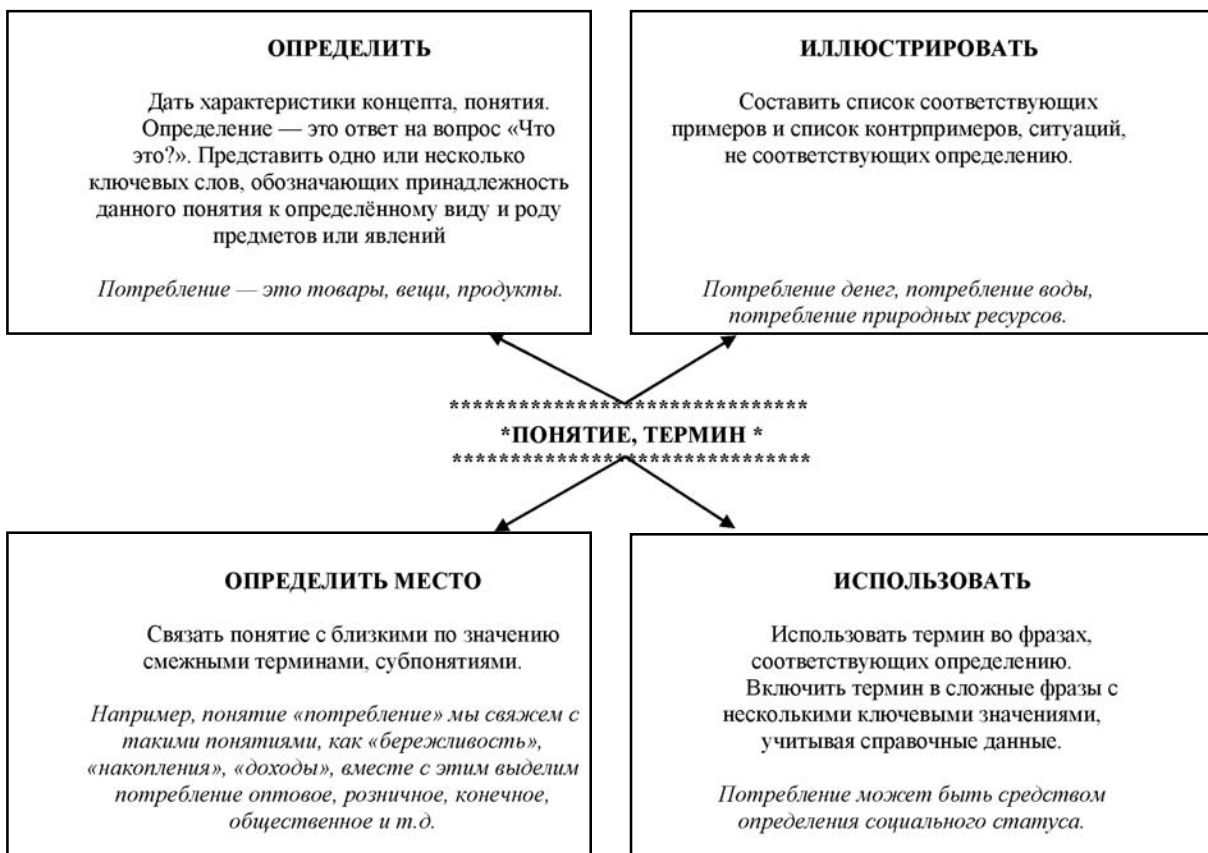 ОПРЕДЕЛИТЬ
Дать характеристики концепта, понятия.
Определение — это ответ на вопрос «Что
это?». Представить одно или несколько
ключевых слов, обозначающих принадлежность
данного понятия к определённому виду и роду
предметов или явлений
Потребление — это товары, вещи, продукты.
ИЛЛЮСТРИРОВАТЬ
Составить список соответствующих
примеров и список контрпримеров, ситуаций,
не соответствующих определению.
Потребление денег, потребление воды,
потребление природных ресурсов.
*******************************
*ПОНЯТИЕ, ТЕРМИН *
*******************************
ОПРЕДЕЛИТЬ МЕСТО
Связать понятие с близкими по значению
смежными терминами, субпонятиями.
Например, понятие «потребление» мы свяжем с
такими понятиями, как «бережливость»,
«накопления», «доходы», вместе с этим выделим
потребление оптовое, розничное, конечное,
общественное и т.д.
ИСПОЛЬЗОВАТЬ
Использовать термин во фразах,
соответствующих определению.
Включить термин в сложные фразы с
несколькими ключевыми значениями,
учитывая справочные данные.
Потребление может быть средством
определения социального статуса.